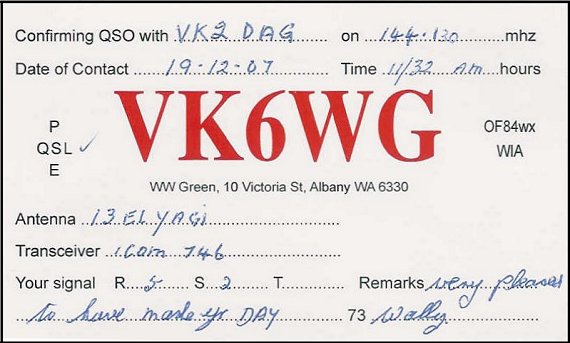 Confirming QSO with VK2 DAG on 144.130 mhz
Date of Contact 19-12-07 Time 11/32 AM hours
P
QSL ✓
E
VK6WG
OF84wx
WIA
WW Green, 10 Victoria St, Albany WA 6330
Antenna 13 EL YAGI
Transceiver iCom 746
Your signal R 5 S 2 T Remarks very pleased
to have made yr DAY 73 Wally